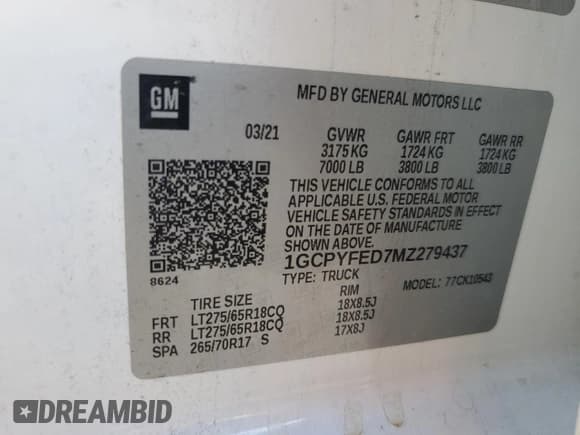 GM
MFD BY GENERAL MOTORS LLC
03/21 GVWR GAWR FRT GAWR RR
3175 KG 1724 KG 1724 KG
7000 LB 3800 LB 3800 LB
THIS VEHICLE CONFORMS TO ALL
APPLICABLE U.S. FEDERAL MOTOR
VEHICLE SAFETY STANDARDS IN EFFECT
ON THE DATE OF MANUFACTURE
SHOWN ABOVE.
8624
1GCPYFED7MZ279437
TYPE: TRUCK MODEL: 77CK10543
TIRE SIZE RIM
FRT LT275/65R18CQ 18X8.5J
RR LT275/65R18CQ 18X8.5J
SPA 265/70R17 S 17X8J
DREAMBID